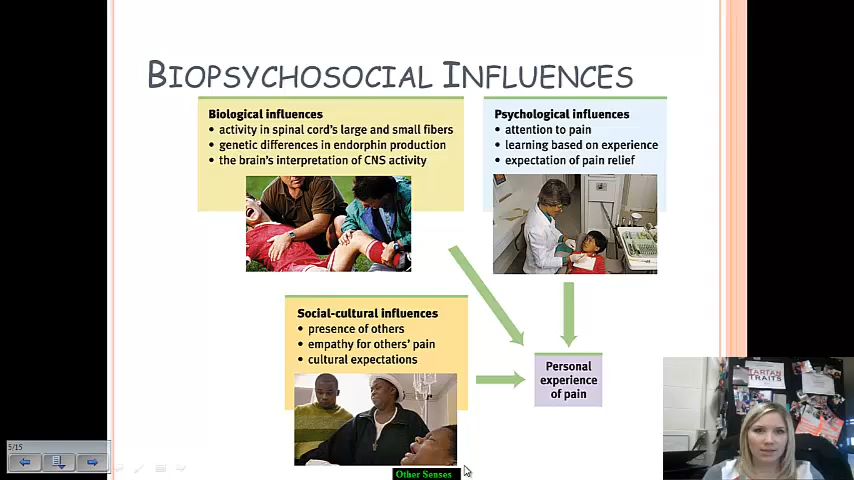 BIOPSYCHOSOCIAL INFLUENCES
Biological influences
• activity in spinal cord's large and small fibers
• genetic differences in endorphin production
• the brain's interpretation of CNS activity
Psychological influences
• attention to pain
• learning based on experience
• expectation of pain relief
Social-cultural influences
• presence of others
• empathy for others' pain
• cultural expectations
Personal
experience
of pain
TARTAN
TRAITS
5/15
Other Senses